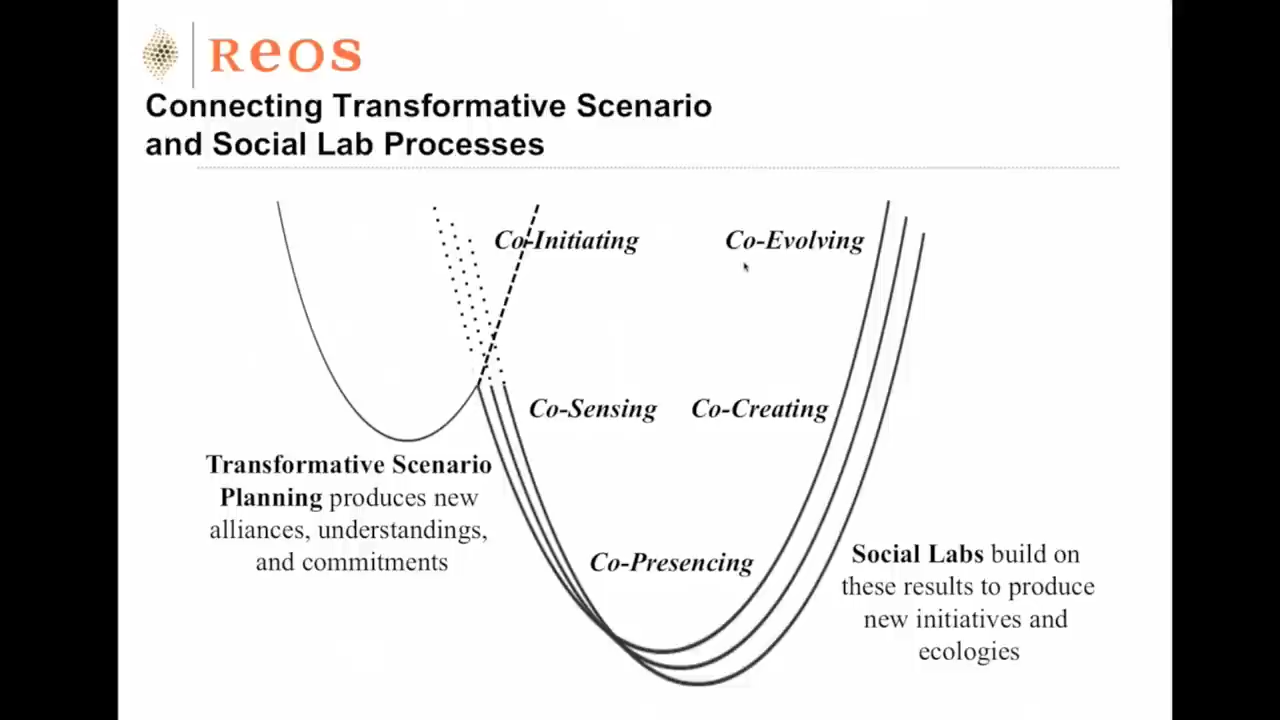 Reos
Connecting Transformative Scenario
and Social Lab Processes
Co-Initiating
Co-Evolving
Co-Sensing
Co-Creating
Transformative Scenario
Planning produces new
alliances, understandings,
and commitments
Co-Presencing
Social Labs build on
these results to produce
new initiatives and
ecologies